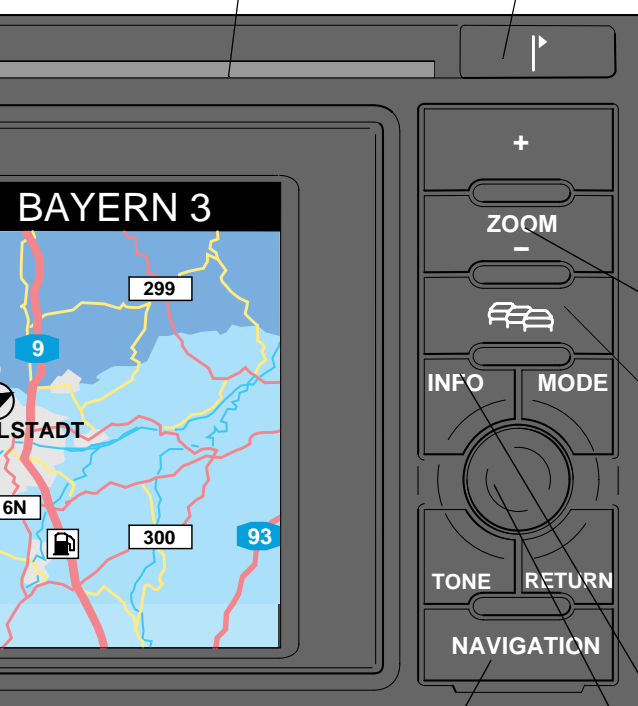 +
BAYERN 3
ZOOM
−
299
9
INFO MODE
LSTADT
6N
300
93
TONE RETURN
NAVIGATION